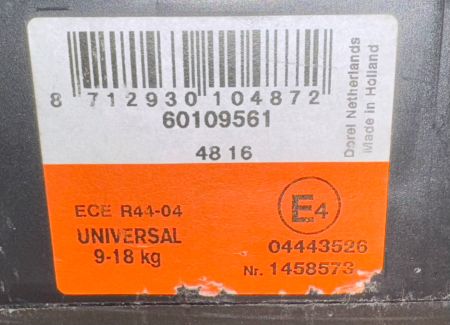 8 712930 104872
60109561
48 16
Dorel Netherlands
Made in Holland
ECE R44-04
UNIVERSAL
9-18 kg
E4
04443526
Nr. 1458573